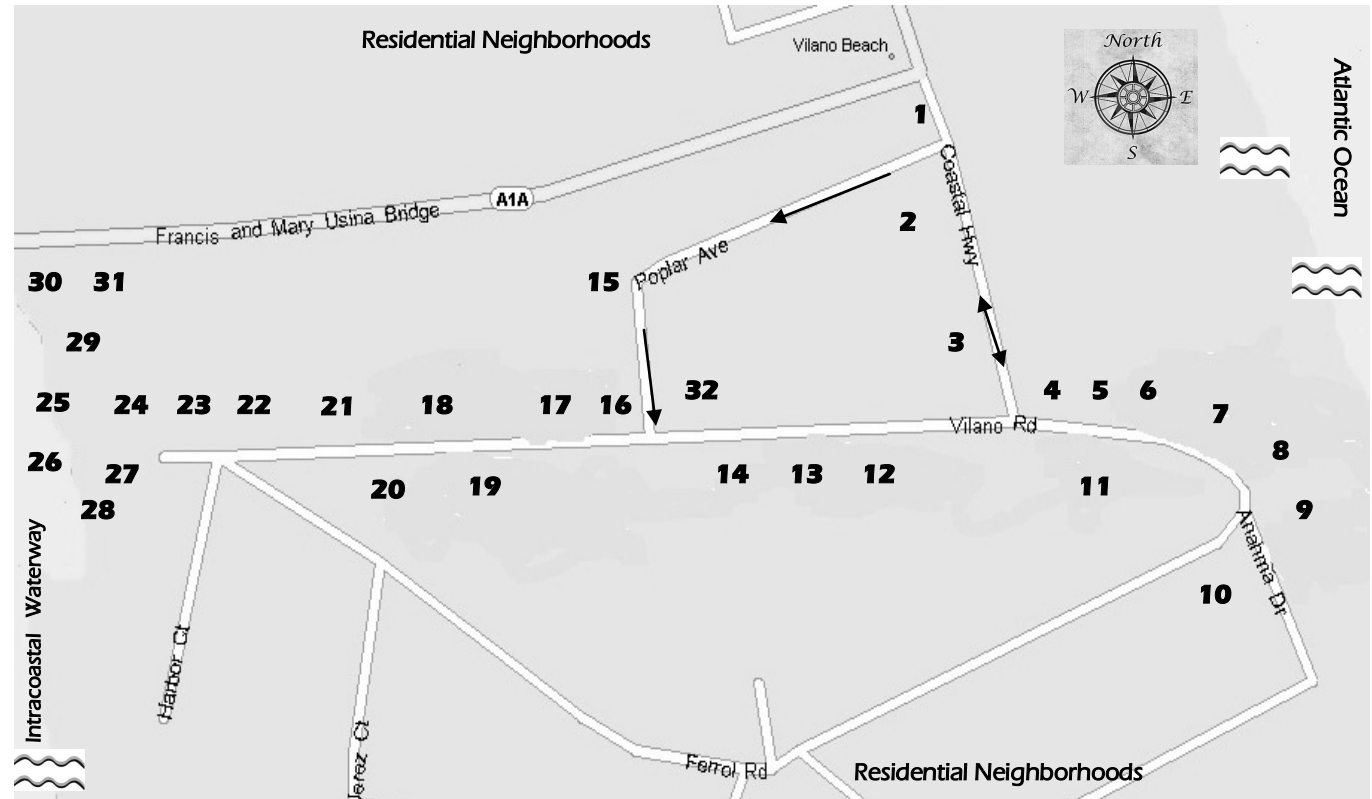 Residential Neighborhoods
Vilano Beach
North
W E
S
Atlantic Ocean
1
A1A
Francis and Mary Usina Bridge
Coastal Hwy
2
Poplar Ave
30 31 15
29 3
25 24 23 22 21 18 17 16 32 4 5 6 7
Vilano Rd
26 27 28 20 19 14 13 12 11 8 9
Anahma Dr
10
Intracoastal Waterway
Harbor Ct
Jerez Ct
Ferrol Rd
Residential Neighborhoods